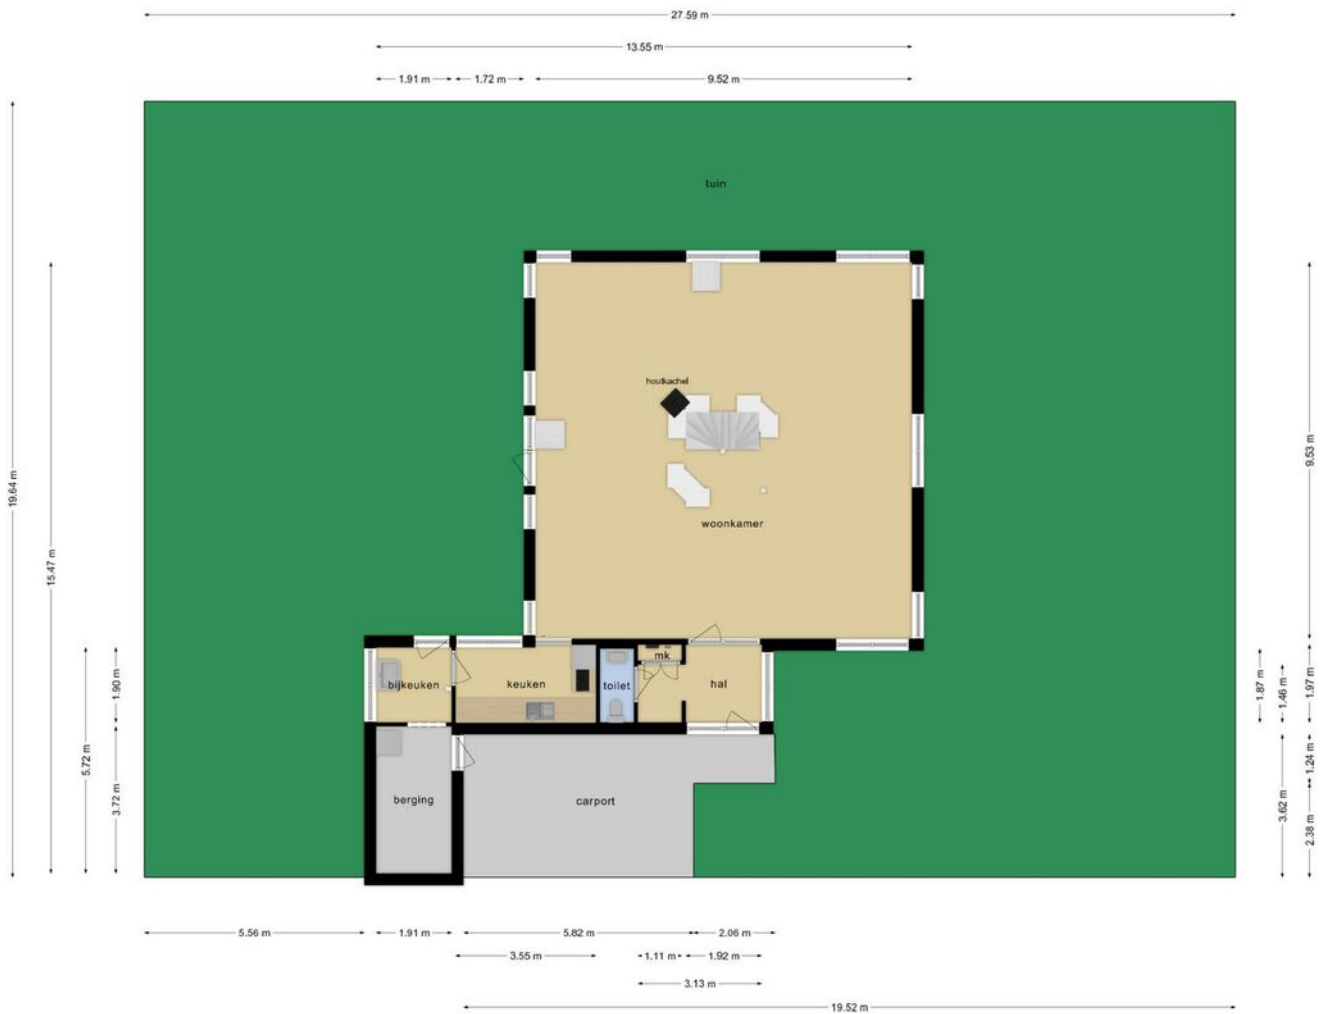 27.59 m
13.55 m
1.91 m
1.72 m
9.52 m
tuin
houtkachel
woonkamer
19.64 m
15.47 m
9.53 m
5.72 m
1.90 m
3.72 m
bijkeuken
keuken
toilet
mk
hal
berging
carport
1.87 m
1.46 m
1.97 m
3.62 m
1.24 m
2.38 m
5.56 m
1.91 m
5.82 m
2.06 m
3.55 m
1.11 m
1.92 m
3.13 m
19.52 m